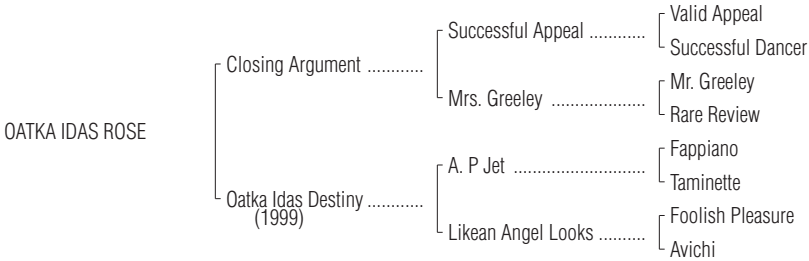 Valid Appeal
Successful Appeal ............
Successful Dancer
Closing Argument ............
Mr. Greeley
Mrs. Greeley ....................
Rare Review
OATKA IDAS ROSE
Fappiano
A. P Jet ............................
Taminette
Oatka Idas Destiny ............
(1999)
Foolish Pleasure
Likean Angel Looks ..........
Avichi